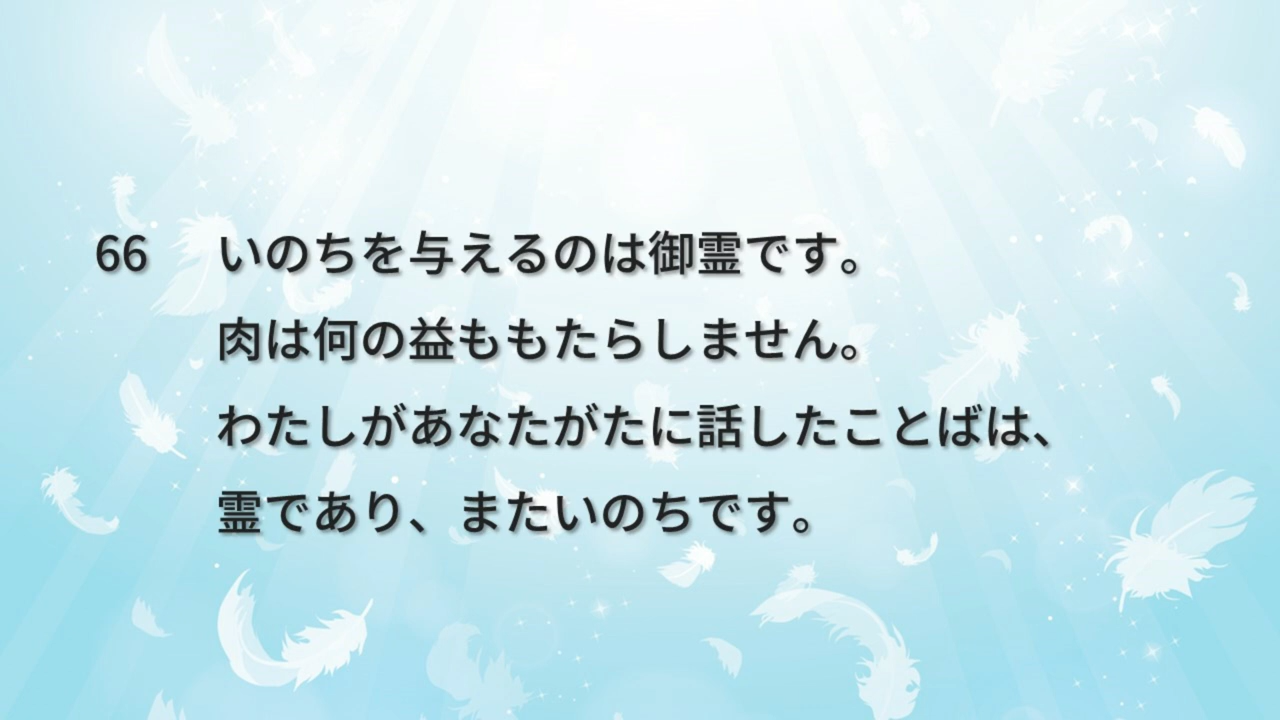 66 いのちを与えるのは御霊です。
肉は何の益ももたらしません。
わたしがあなたがたに話したことばは、
霊であり、またいのちです。